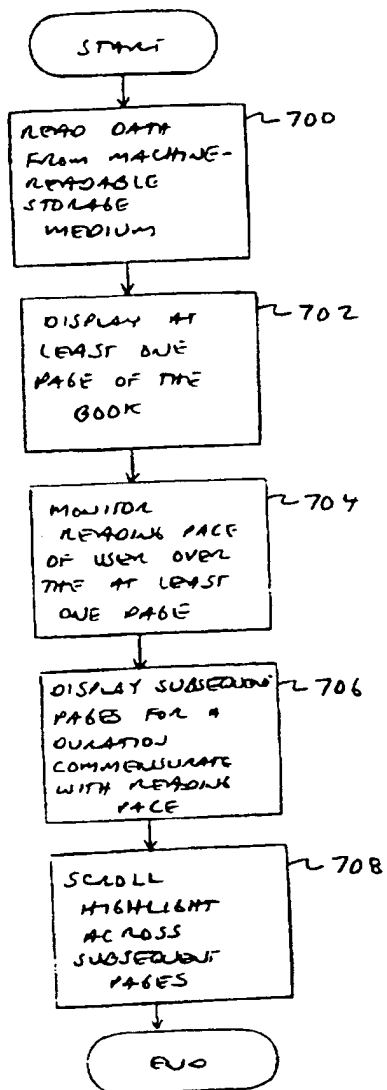 START
700
READ DATA
FROM MACHINE-
READABLE
STORAGE
MEDIUM
702
DISPLAY AT
LEAST ONE
PAGE OF THE
BOOK
704
MONITOR
READING PACE
OF USER OVER
THE AT LEAST
ONE PAGE
706
DISPLAY SUBSEQUENT
PAGES FOR A
DURATION
COMMENSURATE
WITH READING
PACE
708
SCROLL
HIGHLIGHT
ACROSS
SUBSEQUENT
PAGES
END